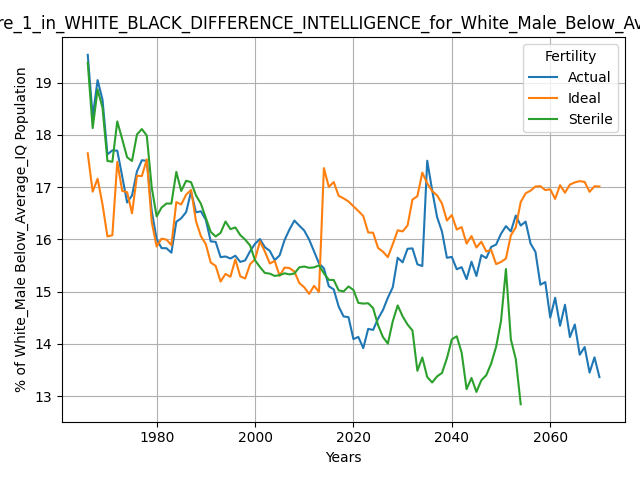 re_1_in_WHITE_BLACK_DIFFERENCE_INTELLIGENCE_for_White_Male_Below_Av
Fertility
Actual
Ideal
Sterile
% of White_Male Below_Average_IQ Population
19
18
17
16
15
14
13
1980
2000
2020
2040
2060
Years